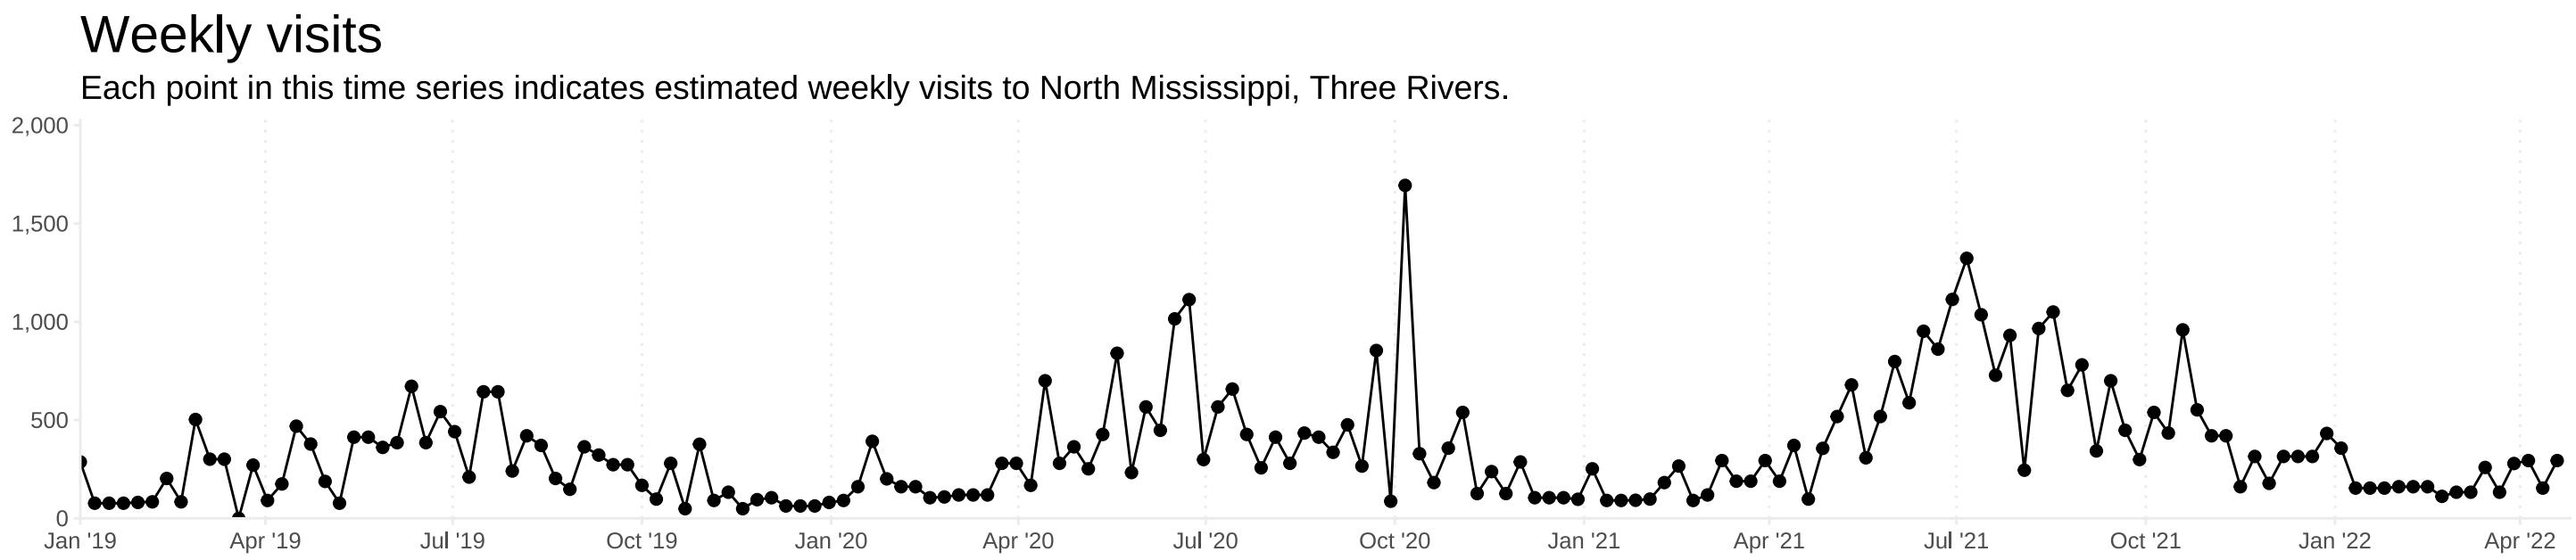 Weekly visits
Each point in this time series indicates estimated weekly visits to North Mississippi, Three Rivers.
2,000
1,500
1,000
500
0
Jan '19 Apr '19 Jul '19 Oct '19 Jan '20 Apr '20 Jul '20 Oct '20 Jan '21 Apr '21 Jul '21 Oct '21 Jan '22 Apr '22